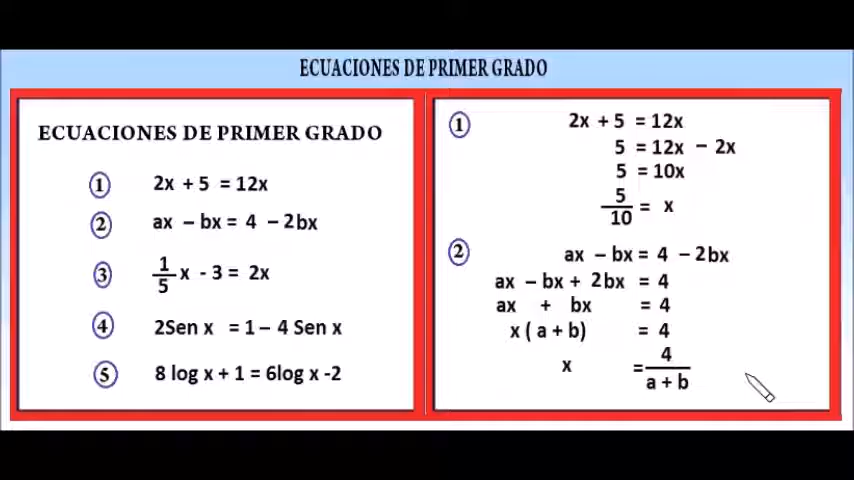 ECUACIONES DE PRIMER GRADO
ECUACIONES DE PRIMER GRADO
1 2x + 5 = 12x
2 ax – bx = 4 – 2bx
3 1/5 x - 3 = 2x
4 2Sen x = 1 – 4 Sen x
5 8 log x + 1 = 6log x -2
1 2x + 5 = 12x
5 = 12x – 2x
5 = 10x
5/10 = x
2 ax – bx = 4 – 2bx
ax – bx + 2bx = 4
ax + bx = 4
x ( a + b) = 4
x = 4/a + b